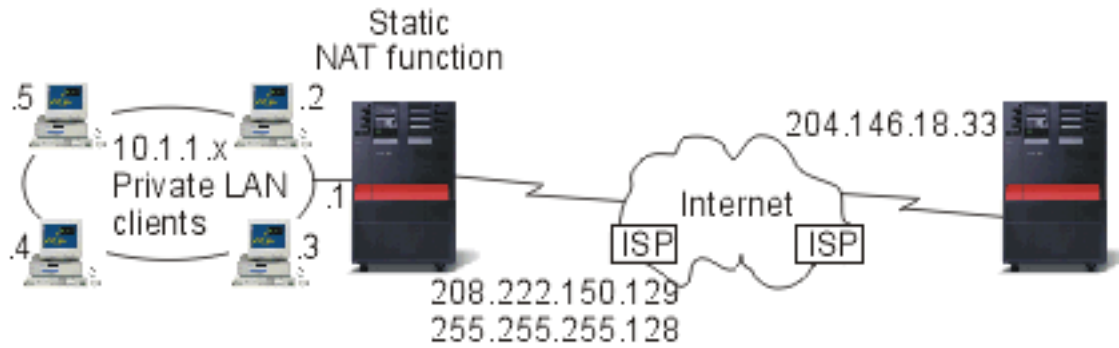 Static
NAT function
.5
.2
204.146.18.33
10.1.1.x
Private LAN
clients
.1
Internet
.4
.3
ISP
ISP
208.222.150.129
255.255.255.128